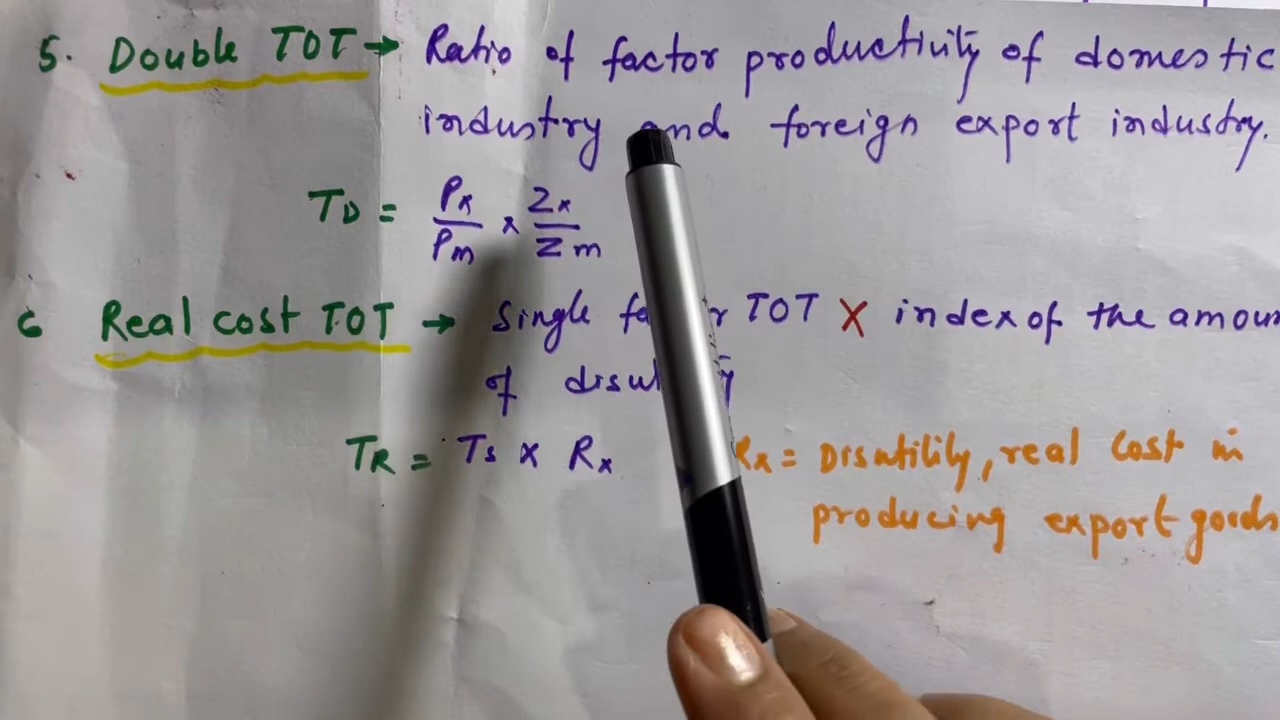 5. Double TOT → Ratio of factor productivity of domestic
industry and foreign export industry.
TD = Px/Pm x Zx/Zm
6 Real cost TOT → Single TOT X index of the
of
TR = Ts x Rx Rx = Disutility, real cost in
producing export goods